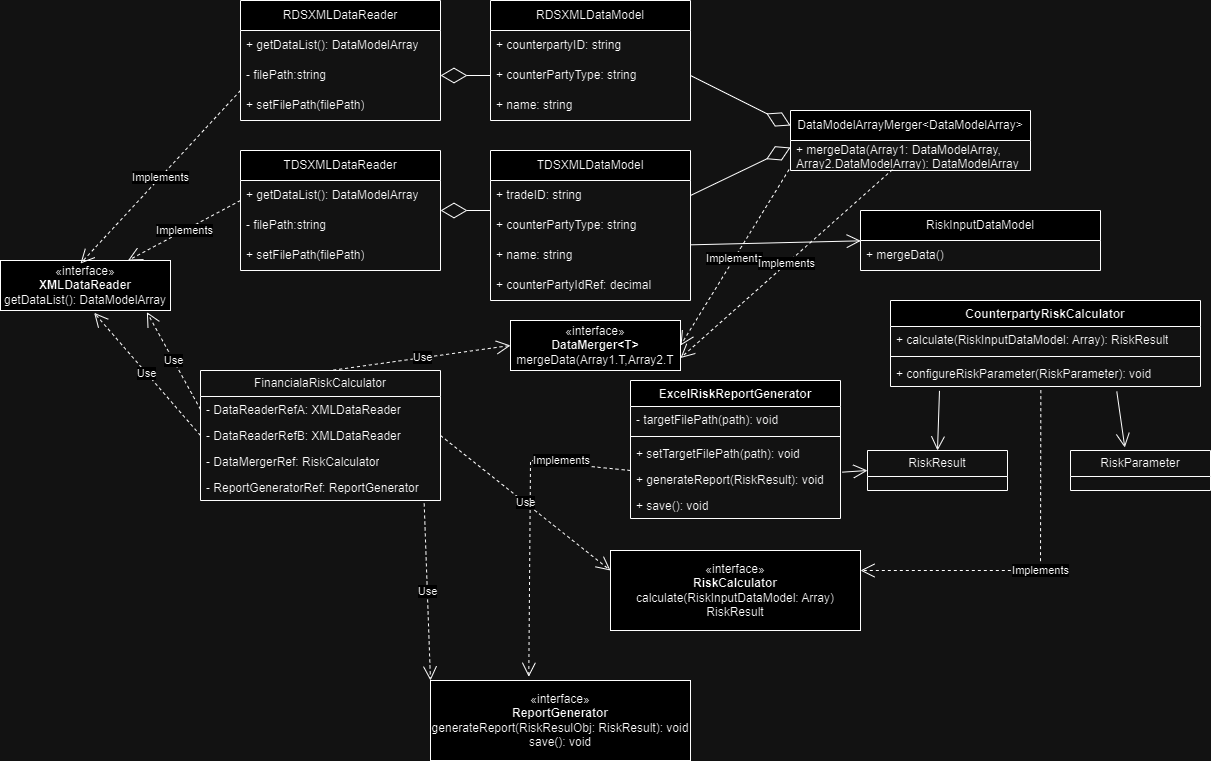 RDSXMLDataReader
+ getDataList(): DataModelArray
- filePath:string
+ setFilePath(filePath)
RDSXMLDataModel
+ counterpartyID: string
+ counterPartyType: string
+ name: string
DataModelArrayMerger<DataModelArray>
+ mergeData(Array1: DataModelArray,
Array2 DataModelArray): DataModelArray
TDSXMLDataReader
+ getDataList(): DataModelArray
- filePath:string
+ setFilePath(filePath)
TDSXMLDataModel
+ tradeID: string
+ counterPartyType: string
+ name: string
+ counterPartyIdRef: decimal
Implements
Implements
RiskInputDataModel
+ mergeData()
Implements
Implements
«interface»
XMLDataReader
getDataList(): DataModelArray
CounterpartyRiskCalculator
+ calculate(RiskInputDataModel: Array): RiskResult
+ configureRiskParameter(RiskParameter): void
«interface»
DataMerger<T>
mergeData(Array1.T,Array2.T
Use
Use
Use
FinancialaRiskCalculator
- DataReaderRefA: XMLDataReader
- DataReaderRefB: XMLDataReader
- DataMergerRef: RiskCalculator
- ReportGeneratorRef: ReportGenerator
ExcelRiskReportGenerator
- targetFilePath(path): void
+ setTargetFilePath(path): void
+ generateReport(RiskResult): void
+ save(): void
Implements
RiskResult
RiskParameter
Use
«interface»
RiskCalculator
calculate(RiskInputDataModel: Array)
RiskResult
Implements
Use
«interface»
ReportGenerator
generateReport(RiskResulObj: RiskResult): void
save(): void